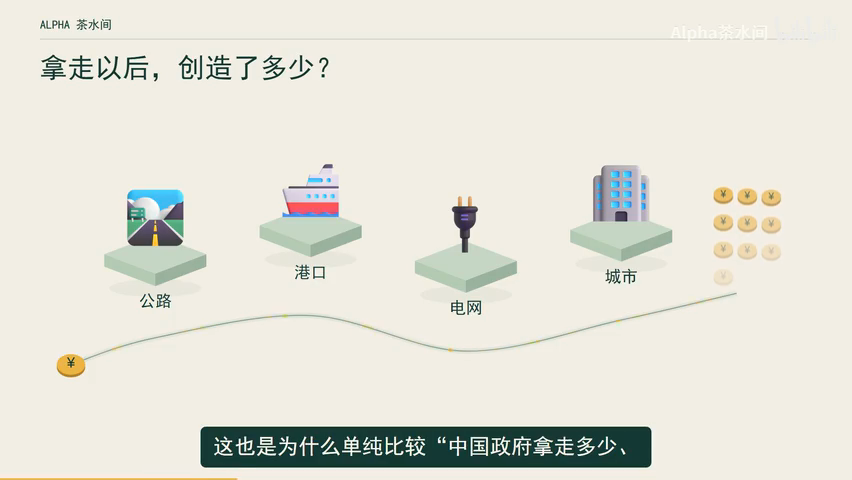 ALPHA 茶水间
Alpha茶水间
拿走以后，创造了多少？
公路
港口
电网
城市
¥
¥ ¥ ¥
¥ ¥ ¥
¥ ¥ ¥
¥
这也是为什么单纯比较“中国政府拿走多少、